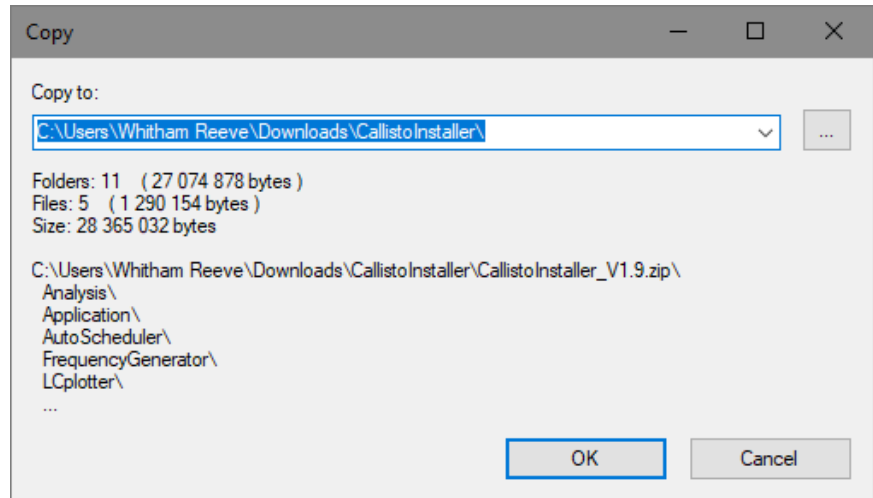 Copy
Copy to:
C:\Users\Whitham Reeve\Downloads\CallistoInstaller\
...
Folders: 11 ( 27 074 878 bytes )
Files: 5 ( 1 290 154 bytes )
Size: 28 365 032 bytes
C:\Users\Whitham Reeve\Downloads\CallistoInstaller\CallistoInstaller_V1.9.zip\
Analysis\
Application\
AutoScheduler\
FrequencyGenerator\
LCplotter\
...
OK Cancel